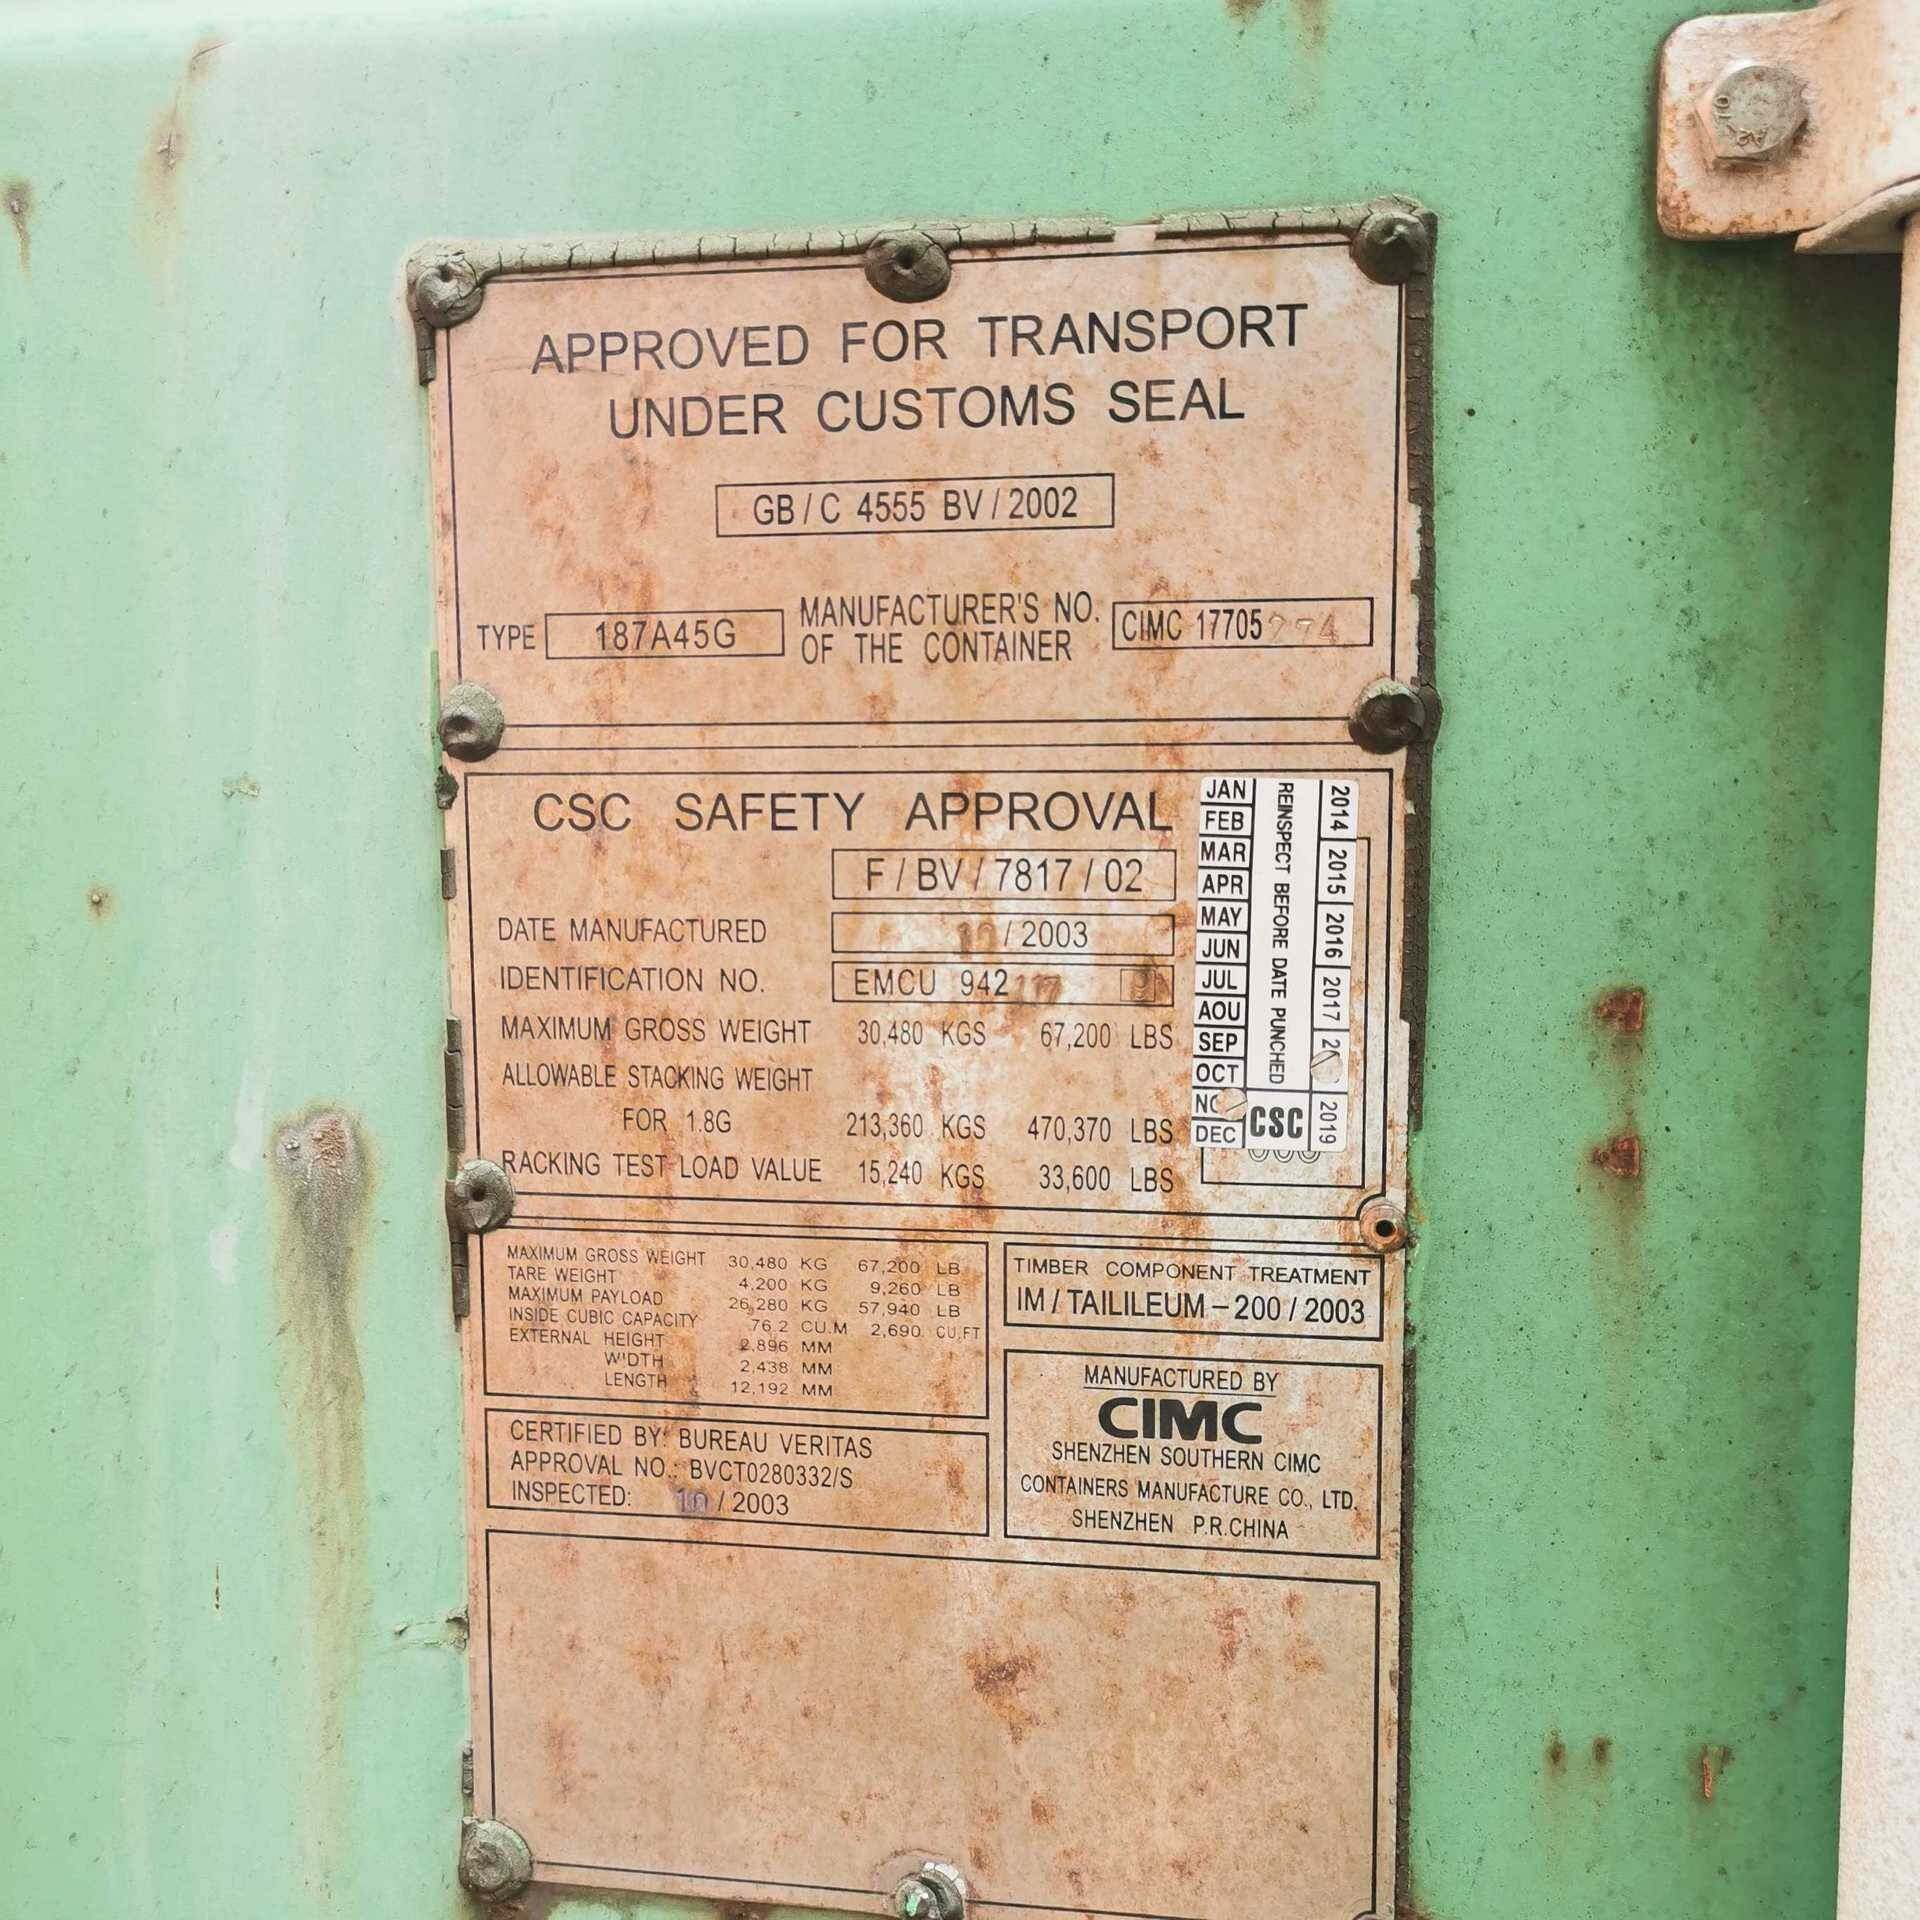 APPROVED FOR TRANSPORT
UNDER CUSTOMS SEAL
GB / C 4555 BV / 2002
TYPE 187A45G
MANUFACTURER'S NO.
OF THE CONTAINER
CIMC 17705
CSC SAFETY APPROVAL
F / BV / 7817 / 02
DATE MANUFACTURED 10 / 2003
IDENTIFICATION NO. EMCU 942
MAXIMUM GROSS WEIGHT 30,480 KGS 67,200 LBS
ALLOWABLE STACKING WEIGHT
FOR 1.8G 213,360 KGS 470,370 LBS
RACKING TEST LOAD VALUE 15,240 KGS 33,600 LBS
JAN
FEB
MAR
APR
MAY
JUN
JUL
AOU
SEP
OCT
DEC
REINSPECT BEFORE DATE PUNCHED
CSC
2014 2015 2016 2017 2019
MAXIMUM GROSS WEIGHT 30,480 KG 67,200 LB
TARE WEIGHT 4,200 KG 9,260 LB
MAXIMUM PAYLOAD 26,280 KG 57,940 LB
INSIDE CUBIC CAPACITY 76.2 CU.M 2,690 CU.FT
EXTERNAL HEIGHT 2,896 MM
WIDTH 2,438 MM
LENGTH 12,192 MM
TIMBER COMPONENT TREATMENT
IM / TAILILEUM – 200 / 2003
CERTIFIED BY: BUREAU VERITAS
APPROVAL NO.: BVCT0280332/S
INSPECTED: 10 / 2003
MANUFACTURED BY
CIMC
SHENZHEN SOUTHERN CIMC
CONTAINERS MANUFACTURE CO., LTD.
SHENZHEN P.R.CHINA